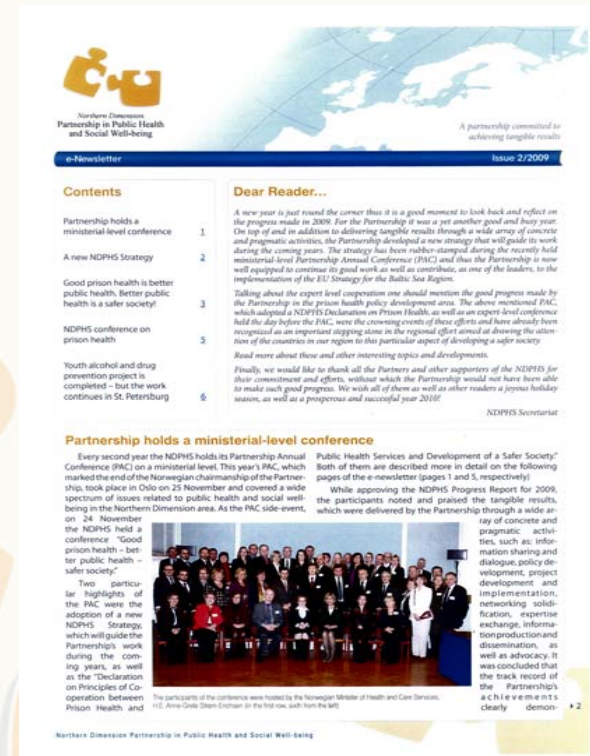 Northern Dimension
Partnership in Public Health
and Social Well-being
A partnership committed to
achieving tangible results
e-Newsletter
Issue 2/2009
Contents
Partnership holds a
ministerial-level conference 1
A new NDPHS Strategy 2
Good prison health is better
public health. Better public
health is a safer society! 3
NDPHS conference on
prison health 5
Youth alcohol and drug
prevention project is
completed – but the work
continues in St. Petersburg 6
Dear Reader...
A new year is just round the corner thus it is a good moment to look back and reflect on
the progress made in 2009. For the Partnership it was a yet another good and busy year.
On top of and in addition to delivering tangible results through a wide array of concrete
and pragmatic activities, the Partnership developed a new strategy that will guide its work
during the coming years. The strategy has been rubber-stamped during the recently held
ministerial-level Partnership Annual Conference (PAC) and thus the Partnership is now
well equipped to continue its good work as well as contribute, as one of the leaders, to the
implementation of the EU Strategy for the Baltic Sea Region.
Talking about the expert level cooperation one should mention the good progress made by
the Partnership in the prison health policy development area. The above mentioned PAC,
which adopted a NDPHS Declaration on Prison Health, as well as an expert-level conference
held the day before the PAC, were the crowning events of these efforts and have already been
recognized as an important stepping stone in the regional effort aimed at drawing the atten-
tion of the countries in our region to this particular aspect of developing a safer society.
Read more about these and other interesting topics and developments.
Finally, we would like to thank all the Partners and other supporters of the NDPHS for
their commitment and efforts, without which the Partnership would not have been able
to make such good progress. We wish all of them as well as other readers a joyous holiday
season, as well as a prosperous and successful year 2010!
NDPHS Secretariat
Partnership holds a ministerial-level conference
Every second year the NDPHS holds its Partnership Annual
Conference (PAC) on a ministerial level. This year's PAC, which
marked the end of the Norwegian chairmanship of the Partner-
ship, took place in Oslo on 25 November and covered a wide
spectrum of issues related to public health and social well-
being in the Northern Dimension area. As the PAC side-event,
on 24 November
the NDPHS held a
conference "Good
prison health – bet-
ter public health –
safer society."
Two particu-
lar highlights of
the PAC were the
adoption of a new
NDPHS Strategy,
which will guide the
Partnership's work
during the com-
ing years, as well
as the "Declaration
on Principles of Co-
operation between
Prison Health and
Public Health Services and Development of a Safer Society."
Both of them are described more in detail on the following
pages of the e-newsletter (pages 1 and 5, respectively)
While approving the NDPHS Progress Report for 2009,
the participants noted and praised the tangible results,
which were delivered by the Partnership through a wide ar-
ray of concrete and
pragmatic activi-
ties, such as: infor-
mation sharing and
dialogue, policy de-
velopment, project
development and
implementation,
networking solidi-
fication, expertise
exchange, informa-
tion production and
dissemination, as
well as advocacy. It
was concluded that
the track record of
the Partnership's
achievements
clearly demon- 2
The participants of the conference were hosted by the Norwegian Minister of Health and Care Services,
H.E. Anne-Grete Strøm-Erichsen (in the first row, sixth from the left)
Northern Dimension Partnership in Public Health and Social Well-being